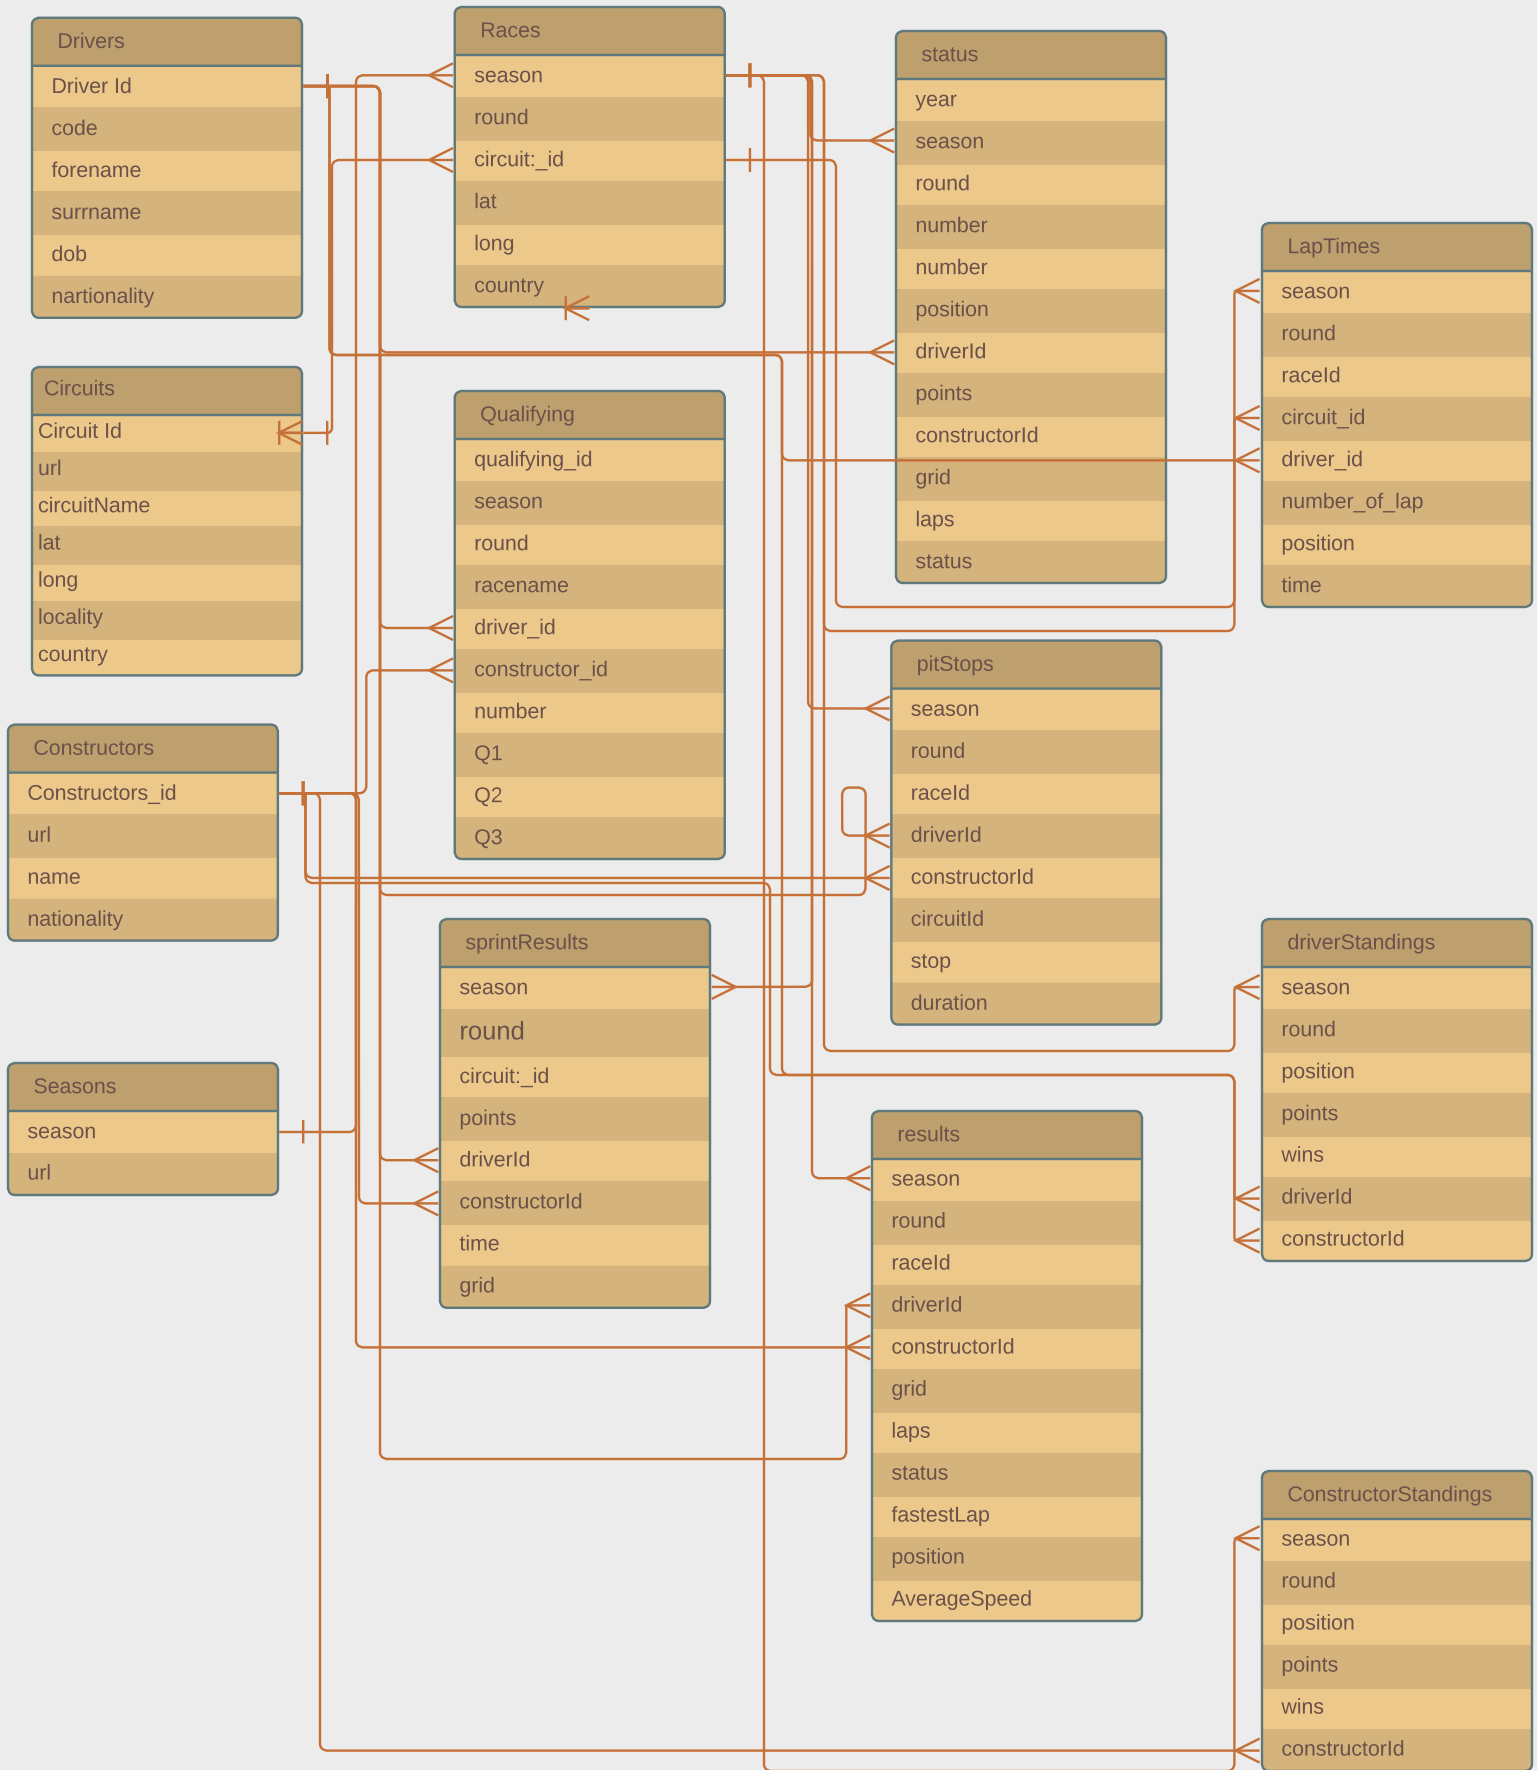 Drivers
Driver Id
code
forename
surrname
dob
nartionality
Races
season
round
circuit:_id
lat
long
country
status
year
season
round
number
number
position
driverId
points
constructorId
grid
laps
status
LapTimes
season
round
raceId
circuit_id
driver_id
number_of_lap
position
time
Circuits
Circuit Id
url
circuitName
lat
long
locality
country
Qualifying
qualifying_id
season
round
racename
driver_id
constructor_id
number
Q1
Q2
Q3
pitStops
season
round
raceId
driverId
constructorId
circuitId
stop
duration
Constructors
Constructors_id
url
name
nationality
sprintResults
season
round
circuit:_id
points
driverId
constructorId
time
grid
driverStandings
season
round
position
points
wins
driverId
constructorId
Seasons
season
url
results
season
round
raceId
driverId
constructorId
grid
laps
status
fastestLap
position
AverageSpeed
ConstructorStandings
season
round
position
points
wins
constructorId